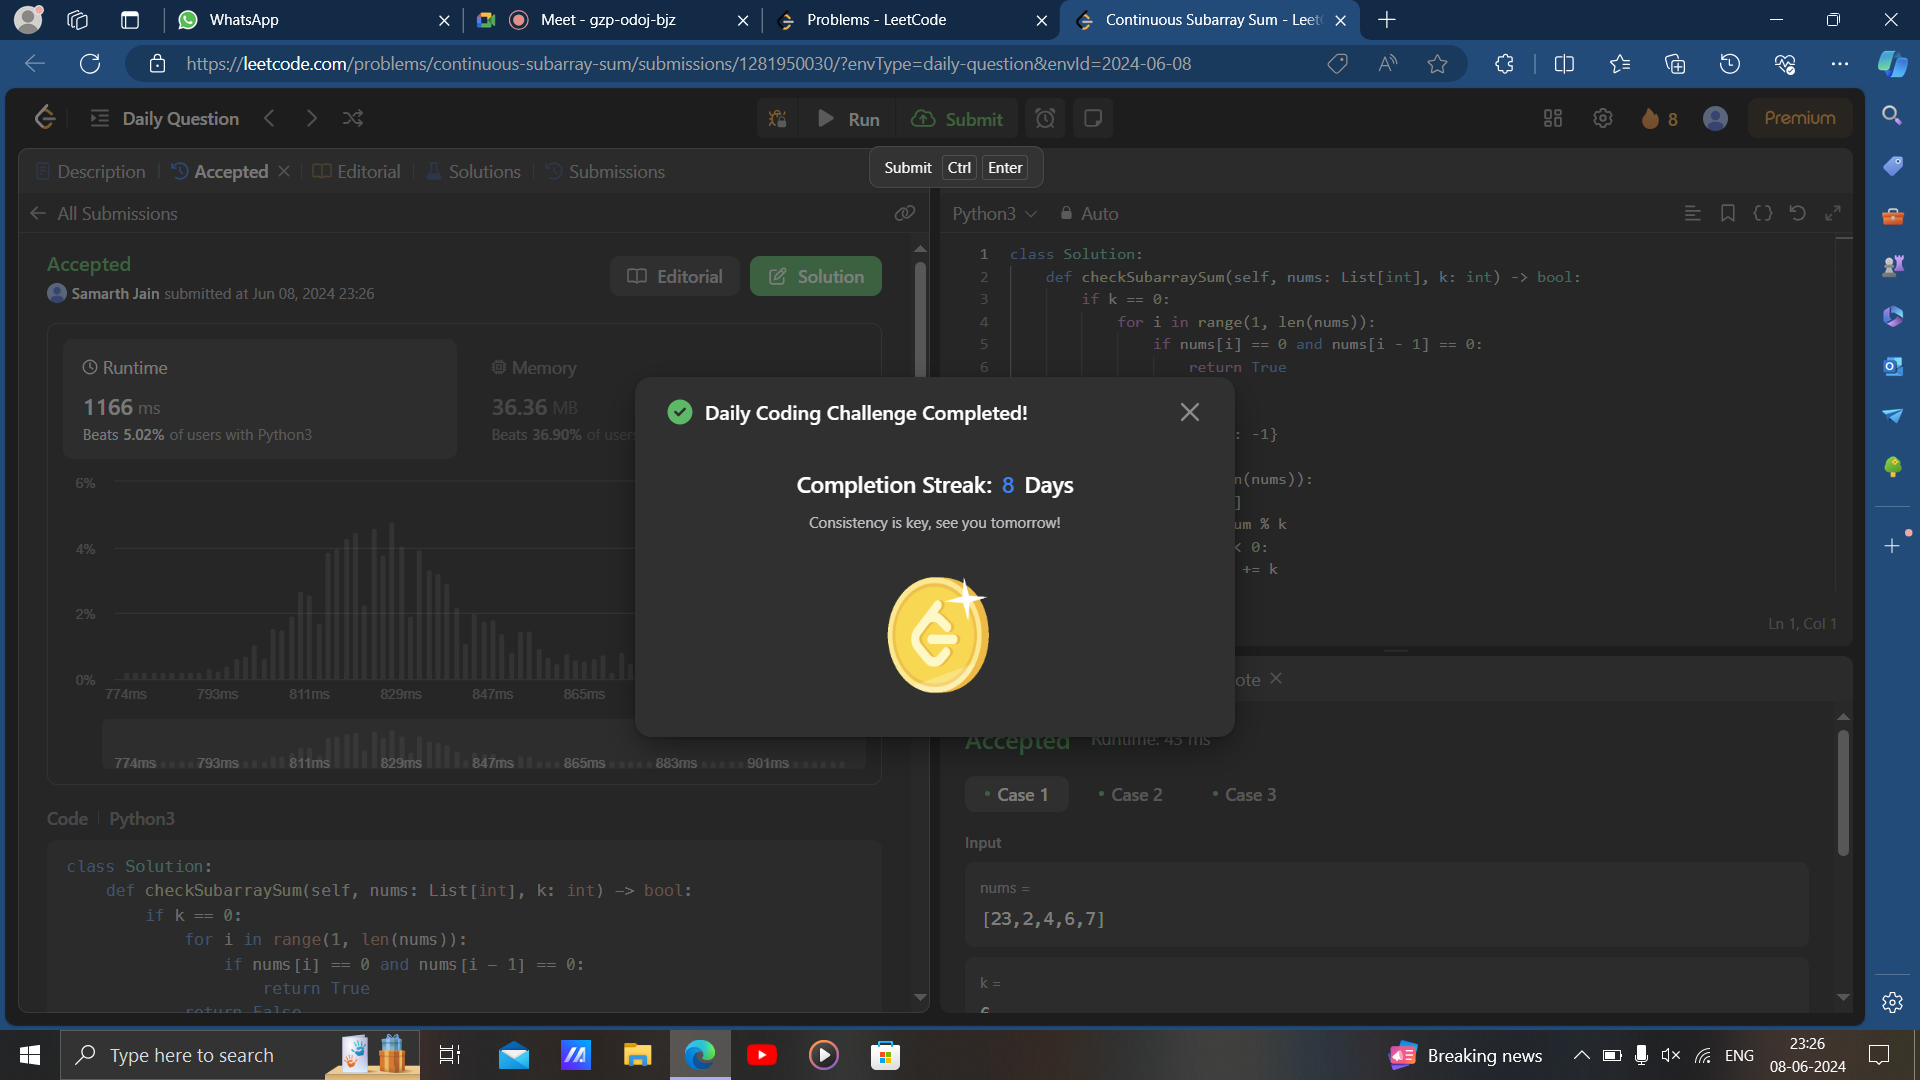 WhatsApp
Meet - gzp-odoj-bjz
Problems - LeetCode
Continuous Subarray Sum - Leet
https://leetcode.com/problems/continuous-subarray-sum/submissions/1281950030/?envType=daily-question&envId=2024-06-08
Daily Question
Run
Submit
8
Premium
Description
Accepted
Editorial
Solutions
Submissions
Submit Ctrl Enter
All Submissions
Accepted
Samarth Jain submitted at Jun 08, 2024 23:26
Editorial
Solution
Runtime
1166 ms
Beats 5.02% of users with Python3
Memory
36.36 MB
Beats 36.90% of users
6%
4%
2%
0%
774ms 793ms 811ms 829ms 847ms 865ms
774ms 793ms 811ms 829ms 847ms 865ms 883ms 901ms
Code Python3
class Solution:
def checkSubarraySum(self, nums: List[int], k: int) -> bool:
if k == 0:
for i in range(1, len(nums)):
if nums[i] == 0 and nums[i - 1] == 0:
return True
return False
Python3
Auto
1 class Solution:
2 def checkSubarraySum(self, nums: List[int], k: int) -> bool:
3 if k == 0:
4 for i in range(1, len(nums)):
5 if nums[i] == 0 and nums[i - 1] == 0:
6 return True
: -1}
n(nums)):
]
um % k
< 0:
+= k
Ln 1, Col 1
Daily Coding Challenge Completed!
Completion Streak: 8 Days
Consistency is key, see you tomorrow!
ote
Accepted Runtime: 43 ms
Case 1
Case 2
Case 3
Input
nums =
[23,2,4,6,7]
k =
6
Type here to search
Breaking news
ENG
23:26
08-06-2024